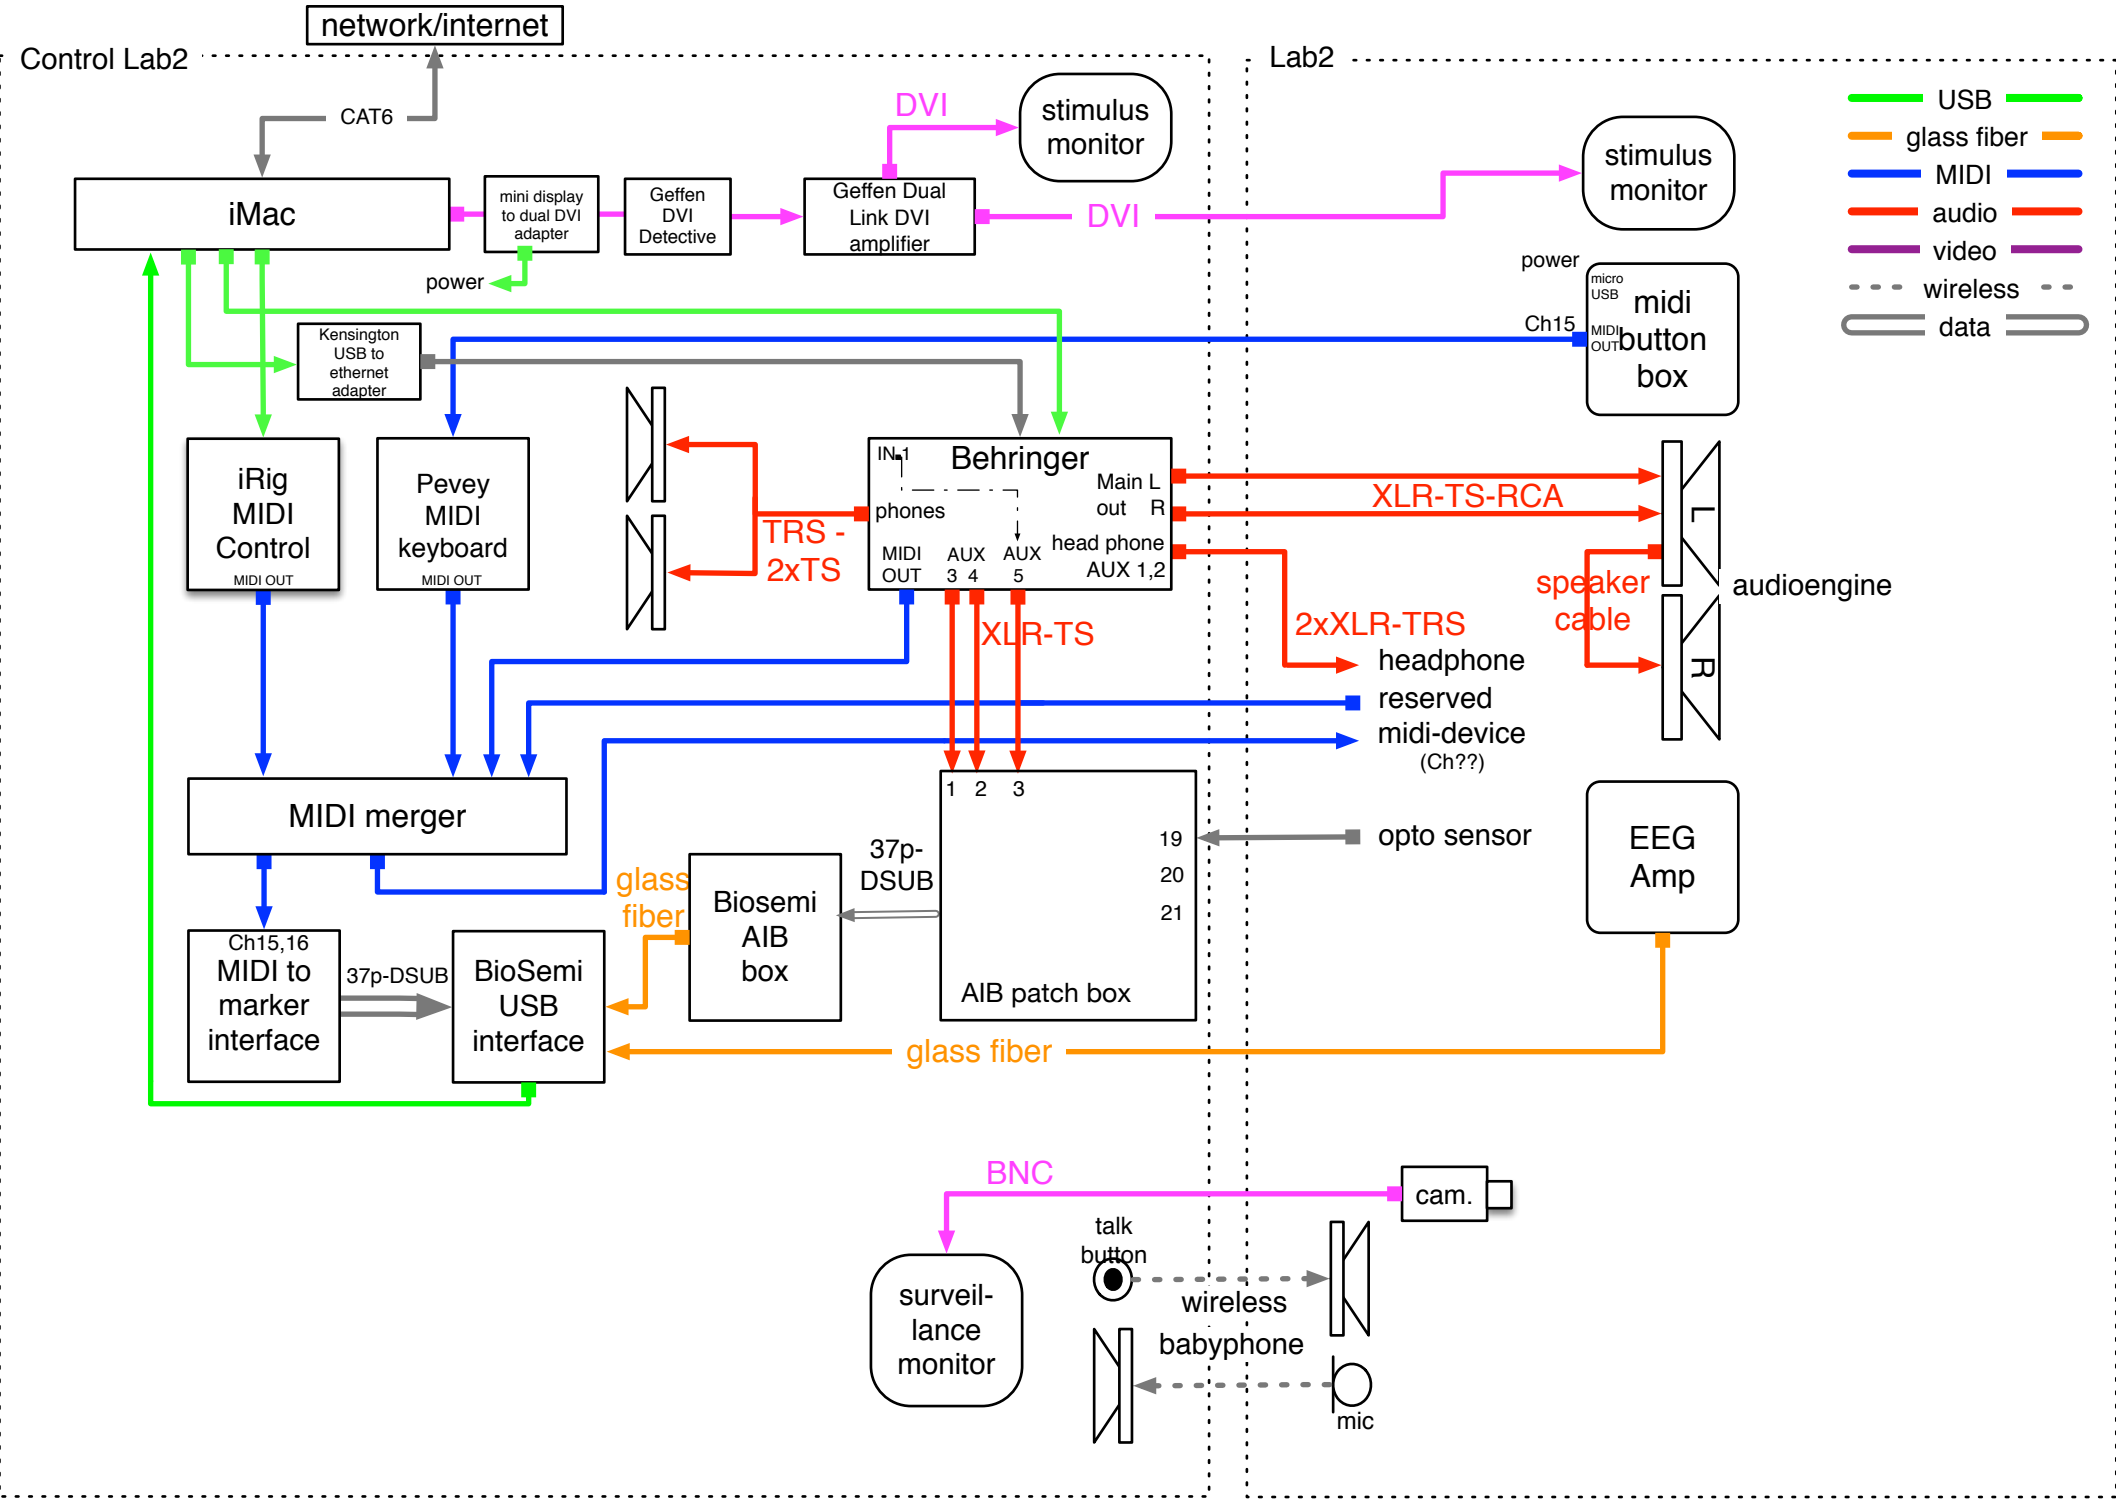 network/internet
Control Lab2
Lab2
CAT6
DVI
stimulus
monitor
USB
glass fiber
MIDI
audio
video
wireless
data
iMac
mini display
to dual DVI
adapter
Geffen
DVI
Detective
Geffen Dual
Link DVI
amplifier
DVI
stimulus
monitor
power
power
micro
USB
midi
button
box
Ch15
MIDI
OUT
Kensington
USB to
ethernet
adapter
iRig
MIDI
Control
MIDI OUT
Pevey
MIDI
keyboard
MIDI OUT
TRS -
2xTS
IN 1
Behringer
Main L
out R
phones
head phone
AUX 1,2
MIDI
OUT
AUX
3 4
AUX
5
XLR-TS-RCA
L
R
speaker
cable
audioengine
XLR-TS
2xXLR-TRS
headphone
reserved
midi-device
(Ch??)
MIDI merger
1 2 3
19
20
21
AIB patch box
opto sensor
EEG
Amp
37p-
DSUB
glass
fiber
Biosemi
AIB
box
Ch15,16
MIDI to
marker
interface
37p-DSUB
BioSemi
USB
interface
glass fiber
BNC
cam.
talk
button
wireless
babyphone
surveil-
lance
monitor
mic